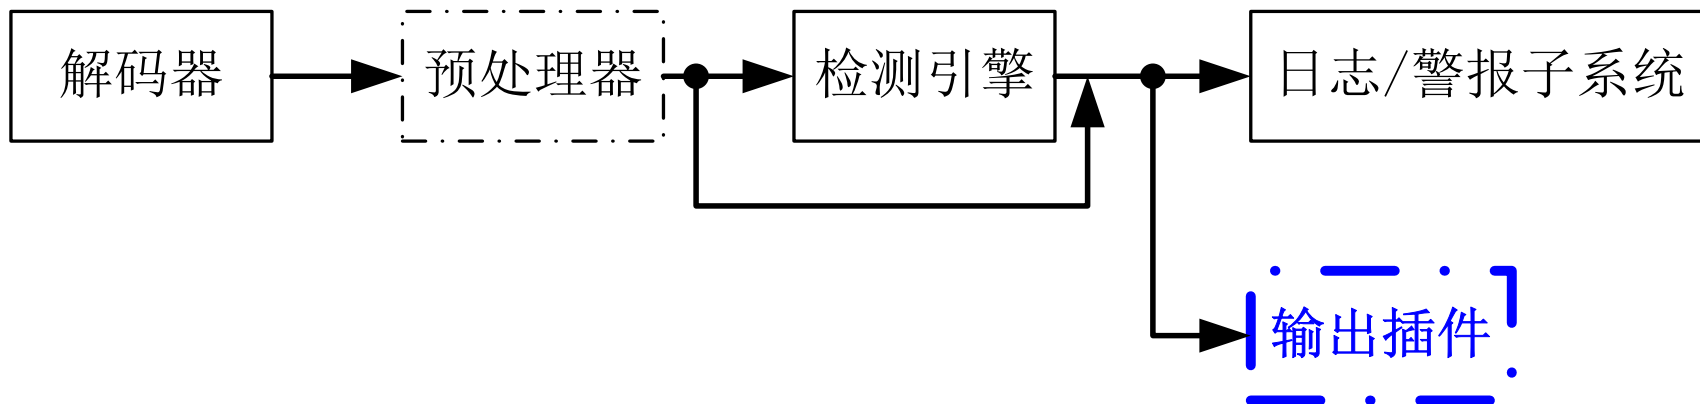 解码器
预处理器
检测引擎
日志/警报子系统
输出插件